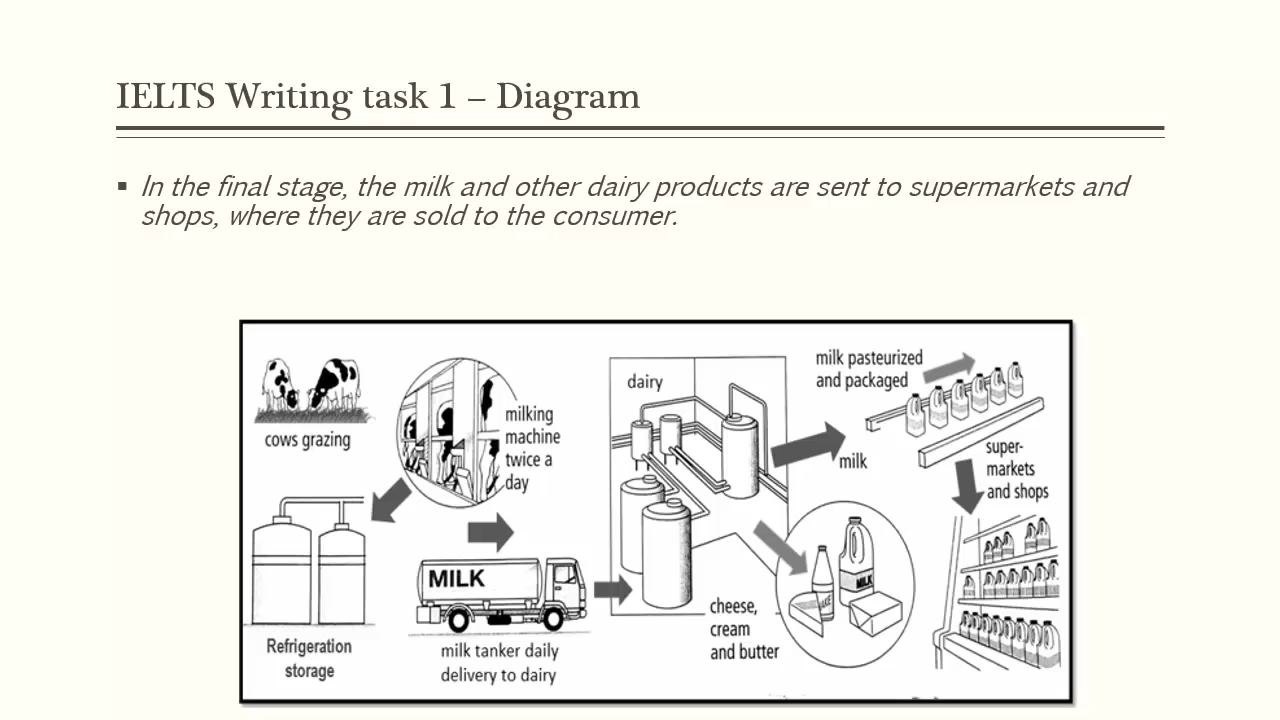 IELTS Writing task 1 – Diagram
▪ In the final stage, the milk and other dairy products are sent to supermarkets and
shops, where they are sold to the consumer.
cows grazing
milking
machine
twice a
day
Refrigeration
storage
MILK
milk tanker daily
delivery to dairy
dairy
milk
milk pasteurized
and packaged
cheese,
cream
and butter
MILK
super-
markets
and shops